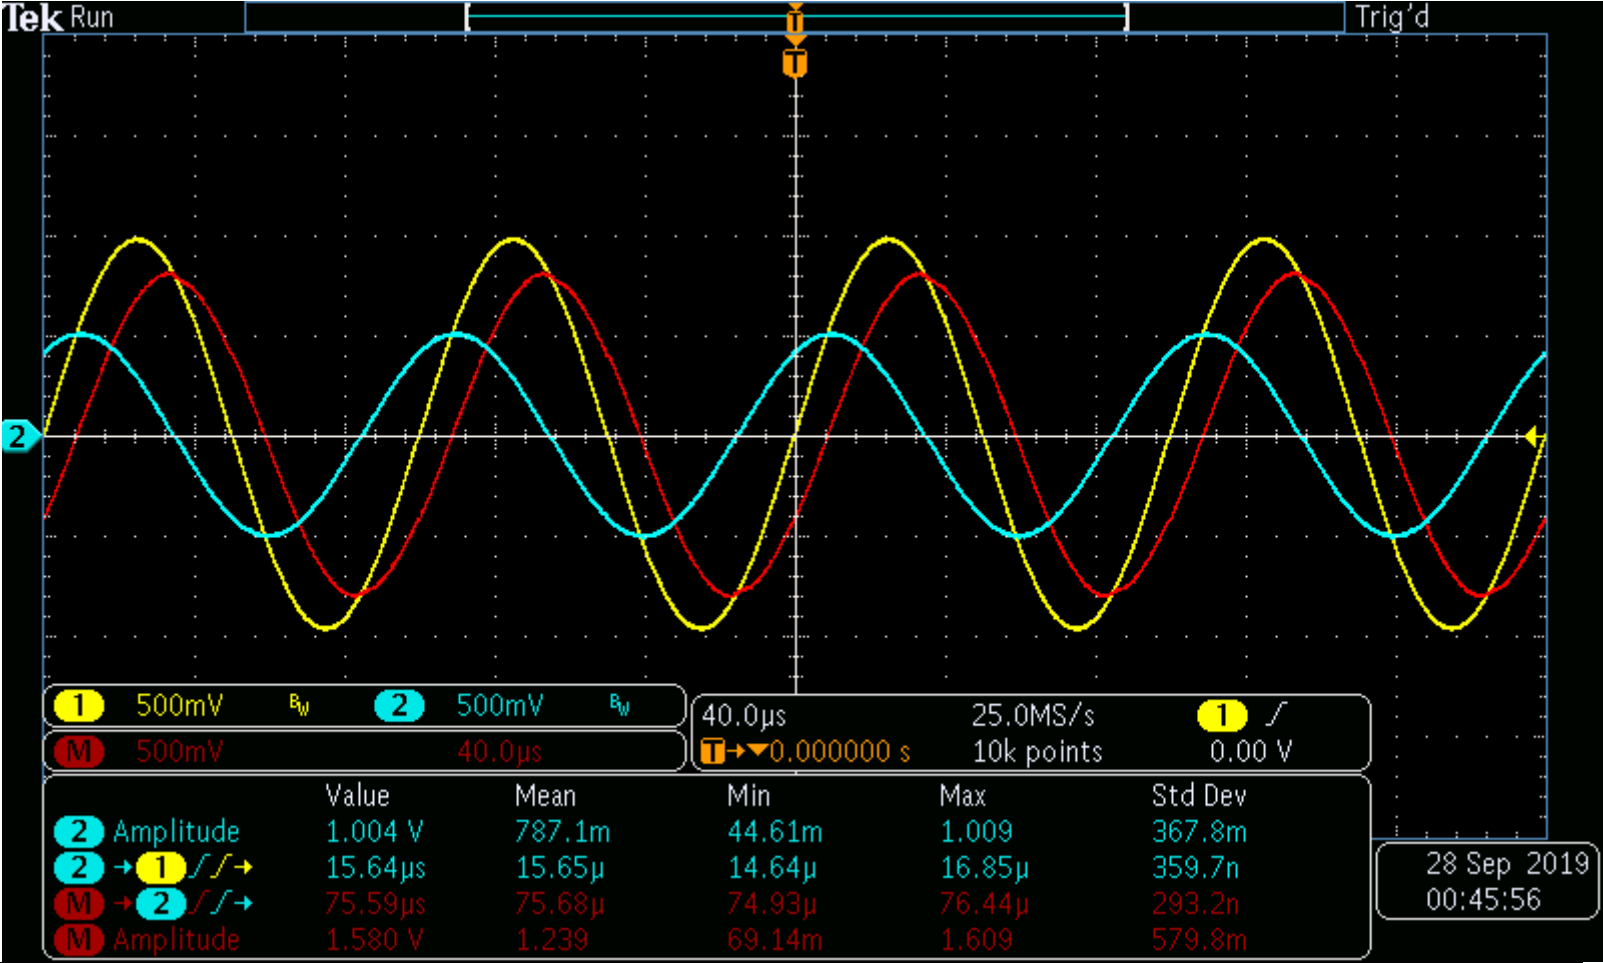 Tek Run Trig'd
T
T
2
1 500mV BW 2 500mV BW
M 500mV 40.0µs
40.0µs 25.0MS/s 1
T→▼0.000000 s 10k points 0.00 V
Value Mean Min Max Std Dev
2 Amplitude 1.004 V 787.1m 44.61m 1.009 367.8m
2 → 1 15.64µs 15.65µ 14.64µ 16.85µ 359.7n
M → 2 75.59µs 75.68µ 74.93µ 76.44µ 293.2n
M Amplitude 1.580 V 1.239 69.14m 1.609 579.8m
28 Sep 2019
00:45:56